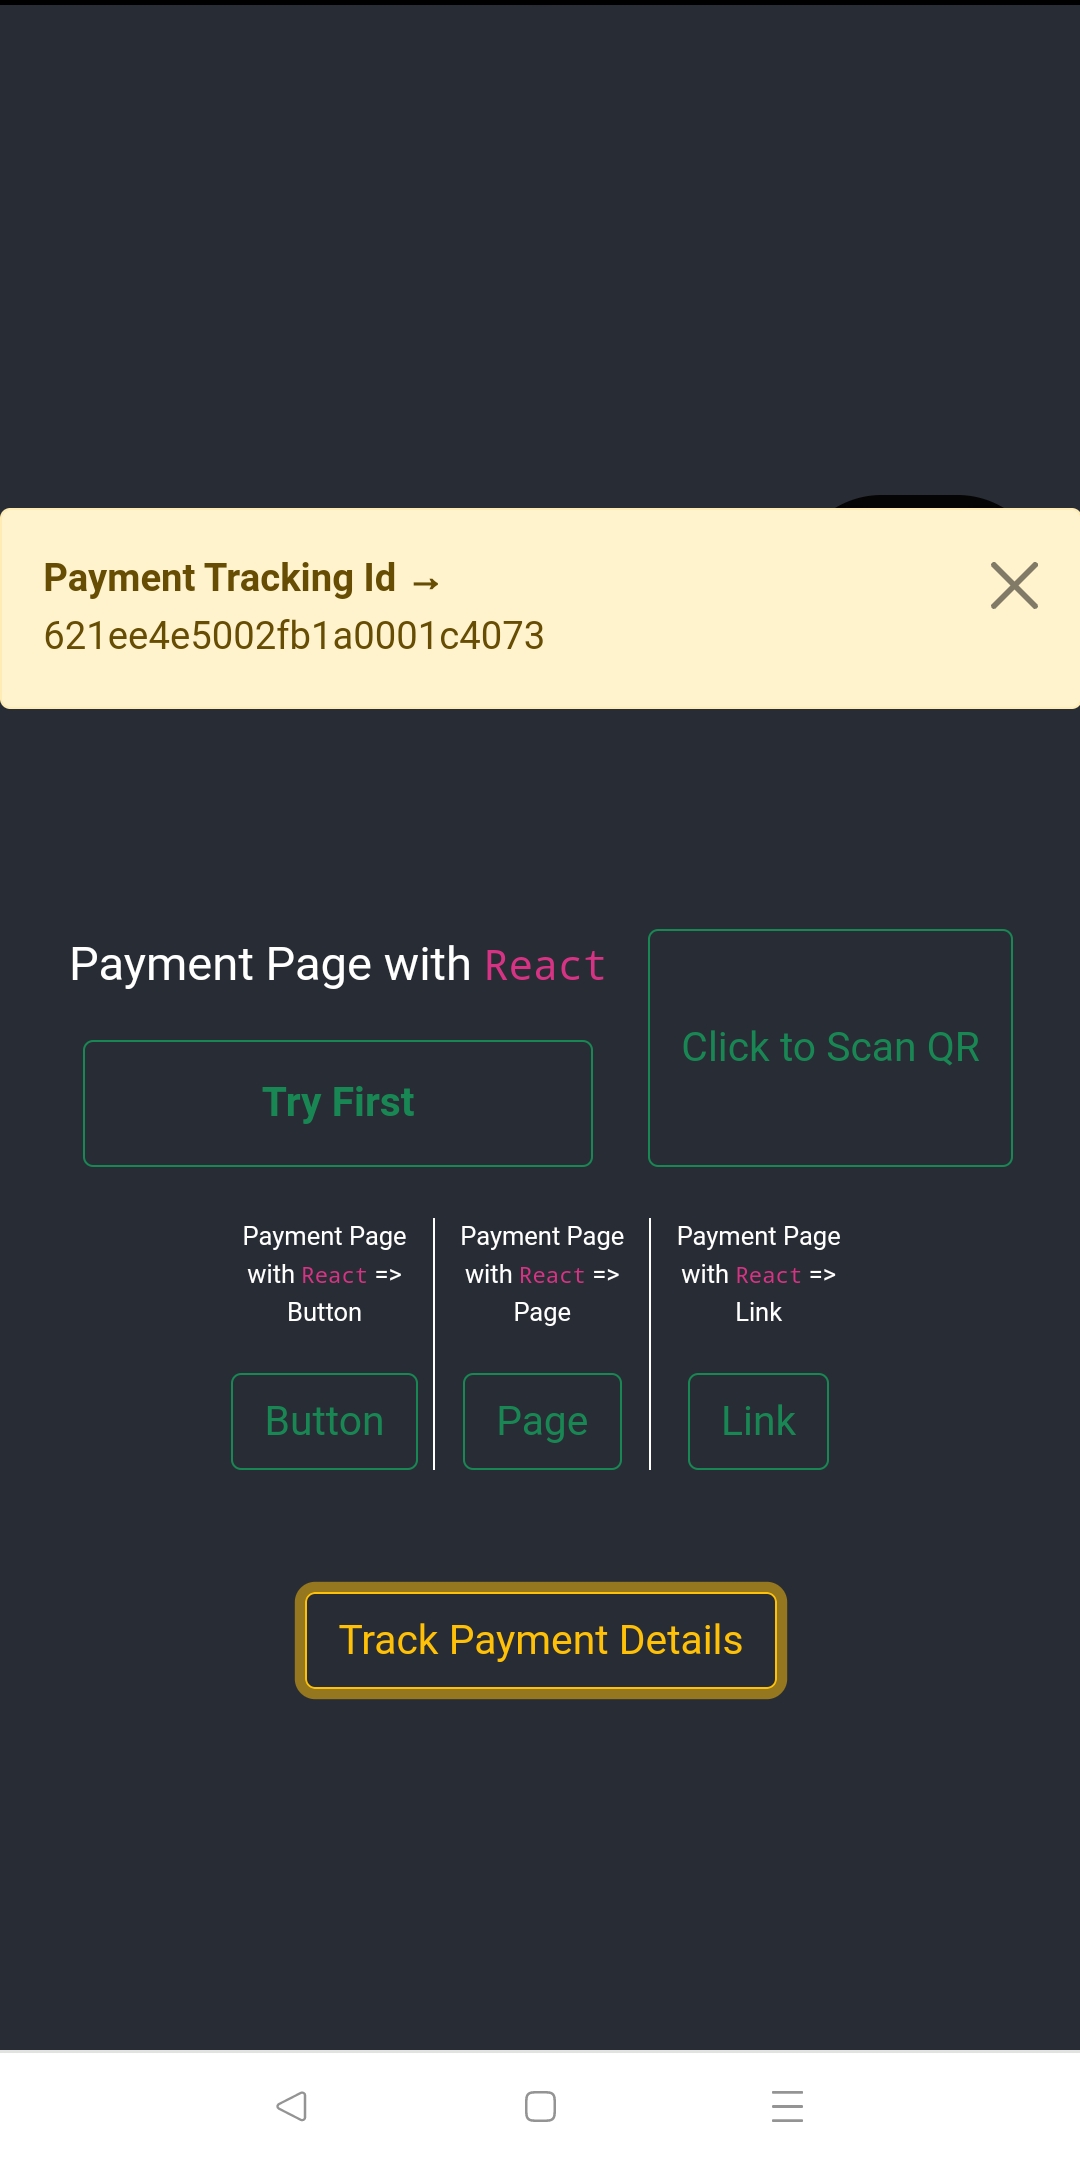 Payment Tracking Id →
621ee4e5002fb1a0001c4073
Payment Page with React
Try First
Click to Scan QR
Payment Page
with React =>
Button
Button
Payment Page
with React =>
Page
Page
Payment Page
with React =>
Link
Link
Track Payment Details